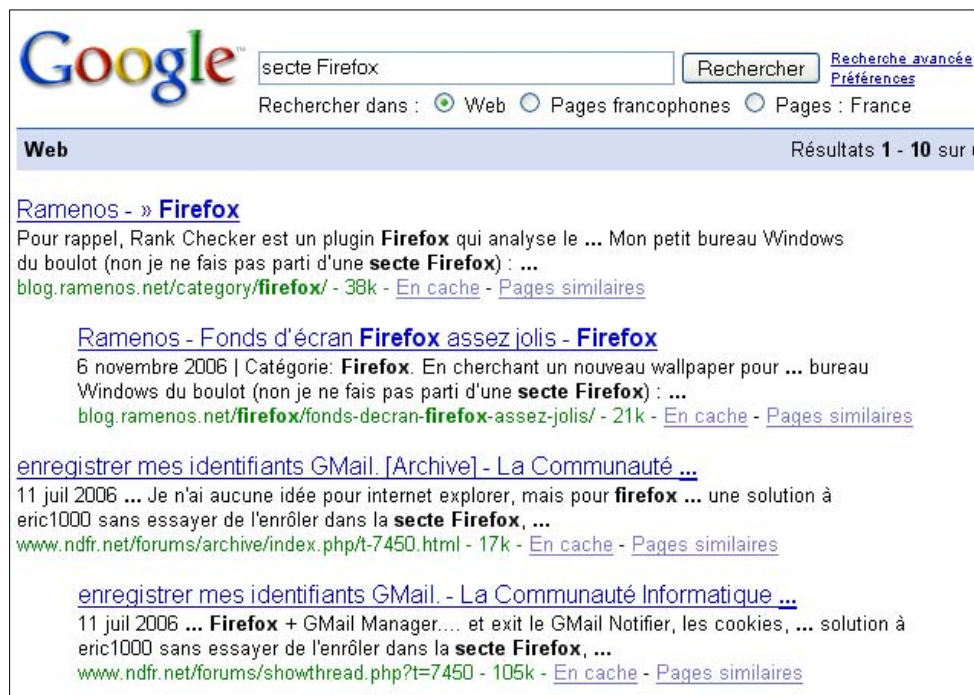 Google™
secte Firefox
Rechercher
Recherche avancée
Préférences
Rechercher dans : Web Pages francophones Pages : France
Web Résultats 1 - 10 sur
Ramenos - » Firefox
Pour rappel, Rank Checker est un plugin Firefox qui analyse le ... Mon petit bureau Windows
du boulot (non je ne fais pas parti d'une secte Firefox) : ...
blog.ramenos.net/category/firefox/ - 38k - En cache - Pages similaires
Ramenos - Fonds d'écran Firefox assez jolis - Firefox
6 novembre 2006 | Catégorie: Firefox. En cherchant un nouveau wallpaper pour ... bureau
Windows du boulot (non je ne fais pas parti d'une secte Firefox) : ...
blog.ramenos.net/firefox/fonds-decran-firefox-assez-jolis/ - 21k - En cache - Pages similaires
enregistrer mes identifiants GMail. [Archive] - La Communauté ...
11 juil 2006 ... Je n'ai aucune idée pour internet explorer, mais pour firefox ... une solution à
eric1000 sans essayer de l'enrôler dans la secte Firefox, ...
www.ndfr.net/forums/archive/index.php/t-7450.html - 17k - En cache - Pages similaires
enregistrer mes identifiants GMail. - La Communauté Informatique ...
11 juil 2006 ... Firefox + GMail Manager.... et exit le GMail Notifier, les cookies, ... solution à
eric1000 sans essayer de l'enrôler dans la secte Firefox, ...
www.ndfr.net/forums/showthread.php?t=7450 - 105k - En cache - Pages similaires